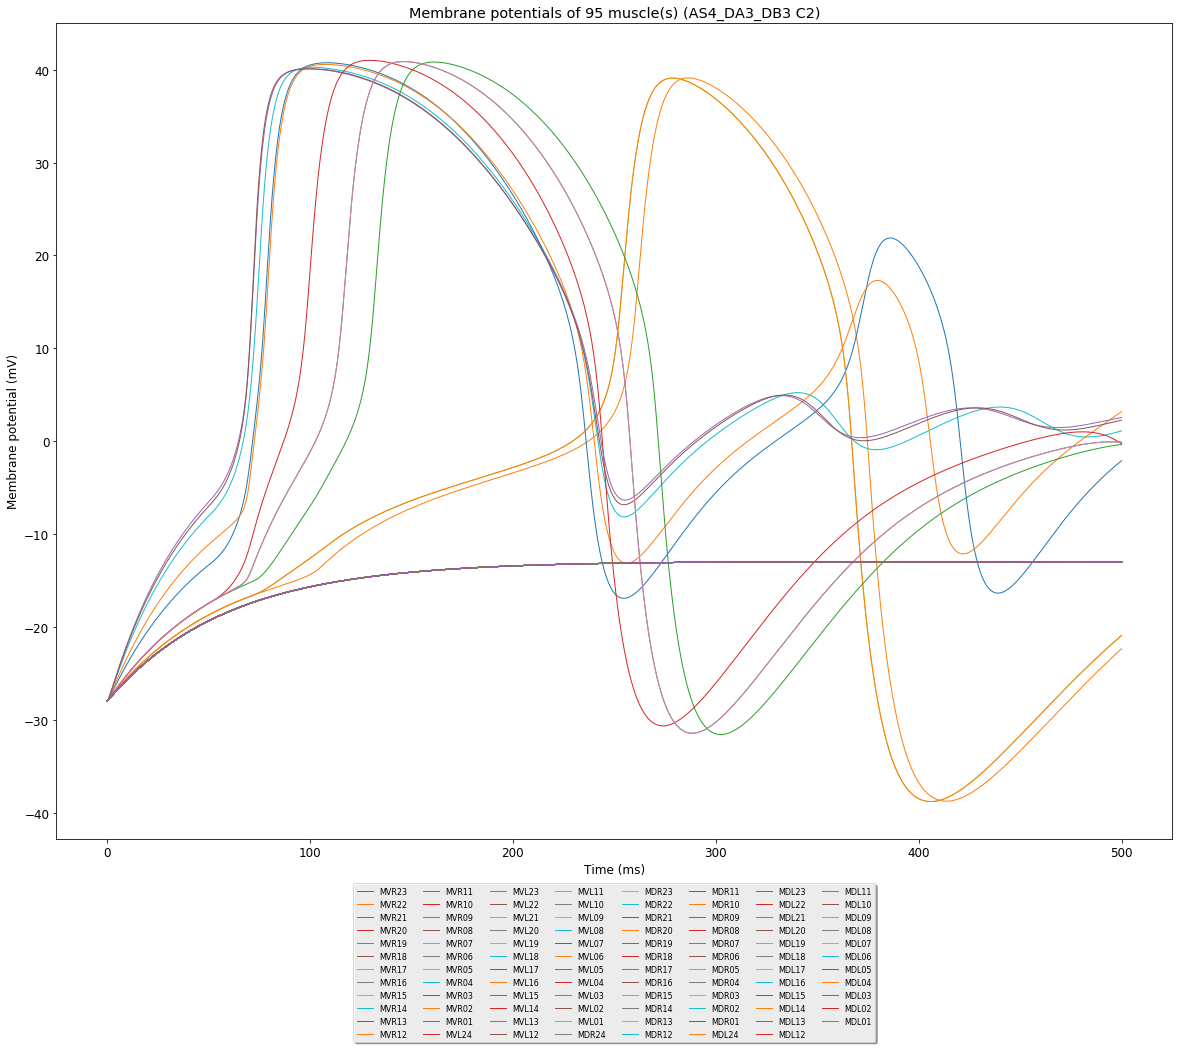 Membrane potentials of 95 muscle(s) (AS4_DA3_DB3 C2)
Membrane potential (mV)
40
30
20
10
0
−10
−20
−30
−40
0 100 200 300 400 500
Time (ms)
MVR23 MVR11 MVL23 MVL11 MDR23 MDR11 MDL23 MDL11
MVR22 MVR10 MVL22 MVL10 MDR22 MDR10 MDL22 MDL10
MVR21 MVR09 MVL21 MVL09 MDR21 MDR09 MDL21 MDL09
MVR20 MVR08 MVL20 MVL08 MDR20 MDR08 MDL20 MDL08
MVR19 MVR07 MVL19 MVL07 MDR19 MDR07 MDL19 MDL07
MVR18 MVR06 MVL18 MVL06 MDR18 MDR06 MDL18 MDL06
MVR17 MVR05 MVL17 MVL05 MDR17 MDR05 MDL17 MDL05
MVR16 MVR04 MVL16 MVL04 MDR16 MDR04 MDL16 MDL04
MVR15 MVR03 MVL15 MVL03 MDR15 MDR03 MDL15 MDL03
MVR14 MVR02 MVL14 MVL02 MDR14 MDR02 MDL14 MDL02
MVR13 MVR01 MVL13 MVL01 MDR13 MDR01 MDL13 MDL01
MVR12 MVL24 MVL12 MDR24 MDR12 MDL24 MDL12